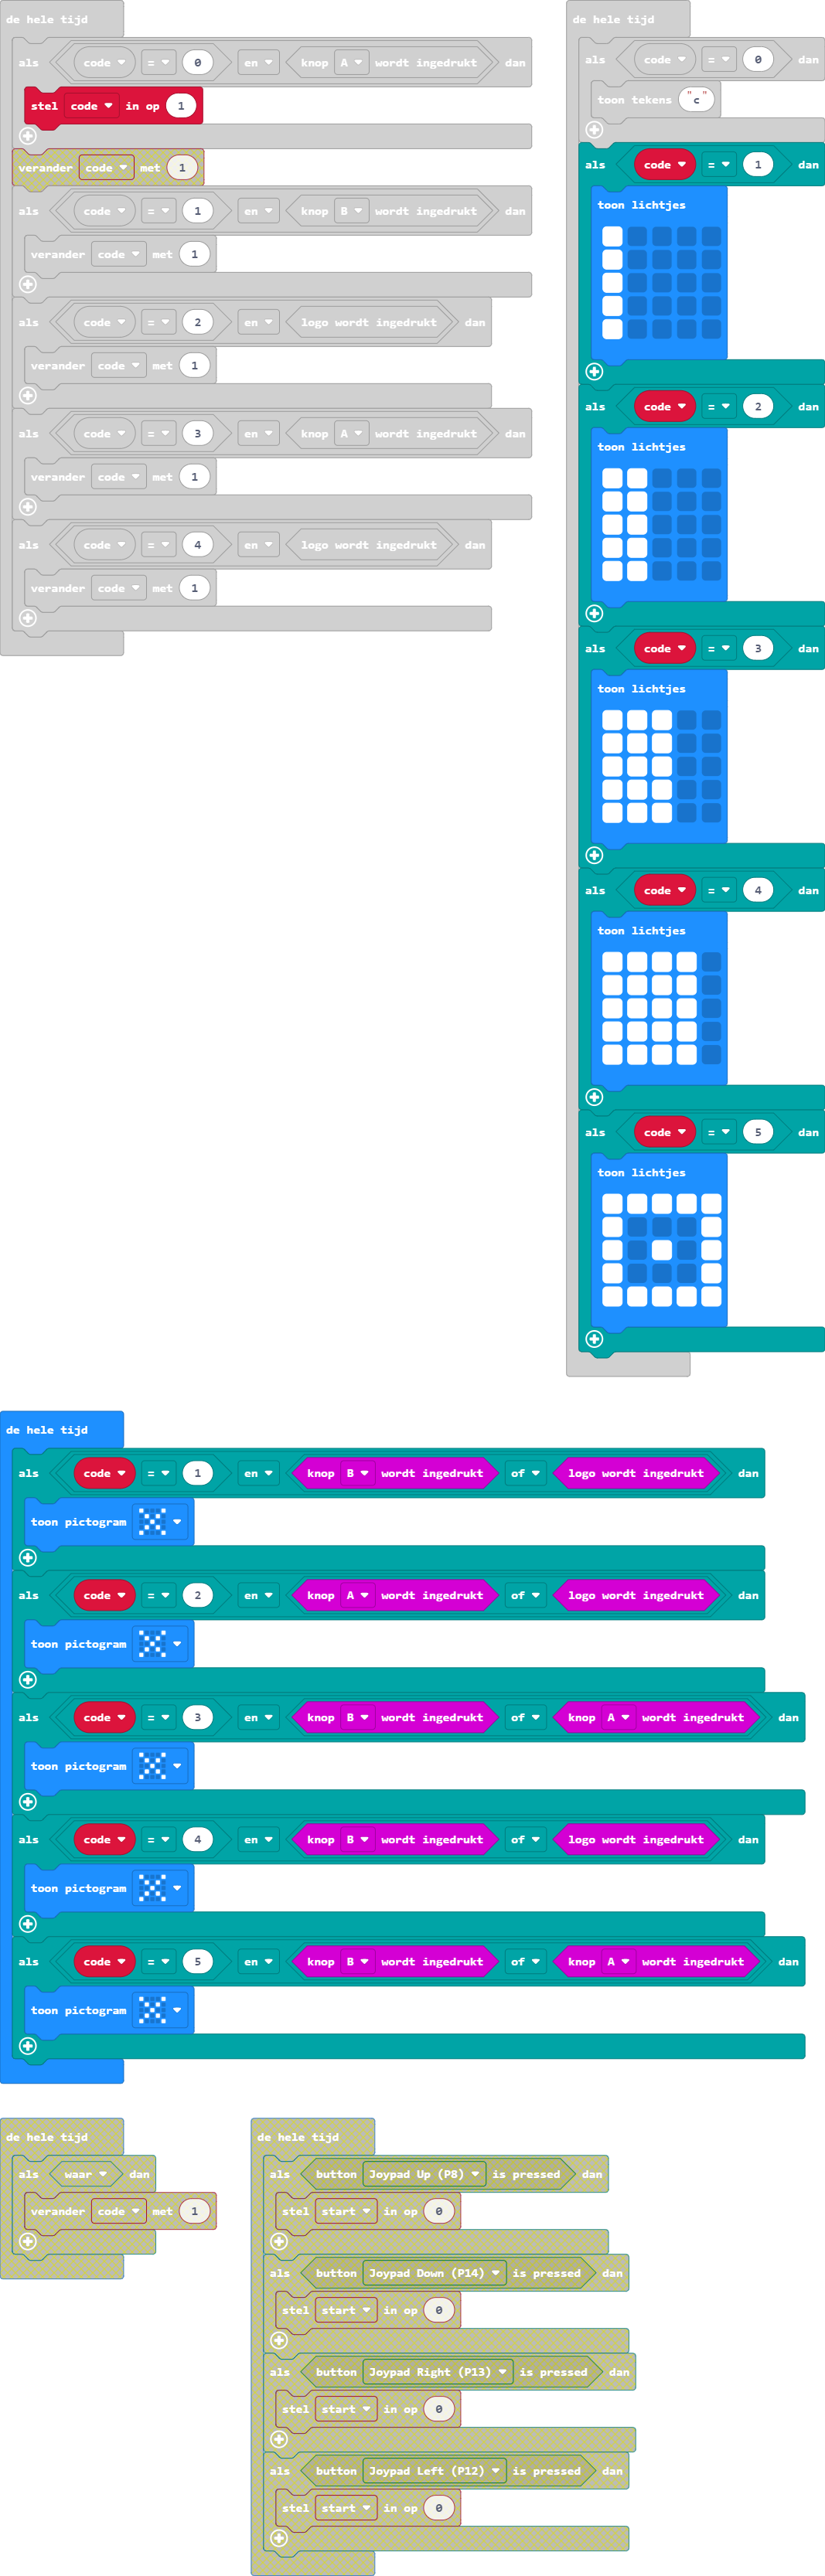 de hele tijd
als code = 0 en knop A wordt ingedrukt dan
stel code in op 1
verander code met 1
als code = 1 en knop B wordt ingedrukt dan
verander code met 1
als code = 2 en logo wordt ingedrukt dan
verander code met 1
als code = 3 en knop A wordt ingedrukt dan
verander code met 1
als code = 4 en logo wordt ingedrukt dan
verander code met 1
de hele tijd
als code = 0 dan
toon tekens "c"
als code = 1 dan
toon lichtjes
als code = 2 dan
toon lichtjes
als code = 3 dan
toon lichtjes
als code = 4 dan
toon lichtjes
als code = 5 dan
toon lichtjes
de hele tijd
als code = 1 en knop B wordt ingedrukt of logo wordt ingedrukt dan
toon pictogram
als code = 2 en knop A wordt ingedrukt of logo wordt ingedrukt dan
toon pictogram
als code = 3 en knop B wordt ingedrukt of knop A wordt ingedrukt dan
toon pictogram
als code = 4 en knop B wordt ingedrukt of logo wordt ingedrukt dan
toon pictogram
als code = 5 en knop B wordt ingedrukt of knop A wordt ingedrukt dan
toon pictogram
de hele tijd
als waar dan
verander code met 1
de hele tijd
als button Joypad Up (P8) is pressed dan
stel start in op 0
als button Joypad Down (P14) is pressed dan
stel start in op 0
als button Joypad Right (P13) is pressed dan
stel start in op 0
als button Joypad Left (P12) is pressed dan
stel start in op 0